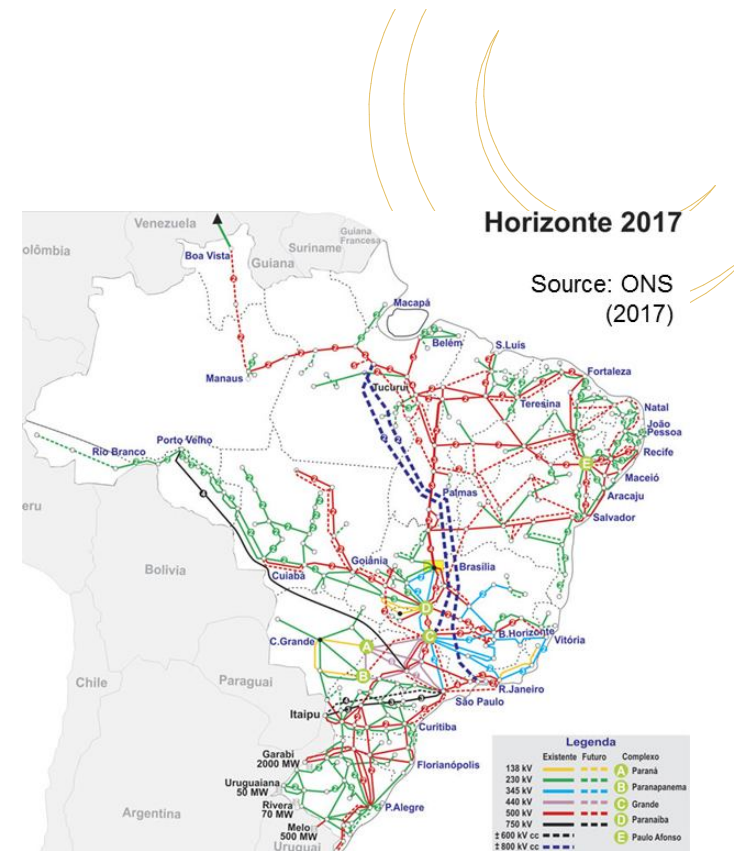 Horizonte 2017
Source: ONS
(2017)
Venezuela
Guiana
Francesa
Suriname
Guiana
olômbia
Boa Vista
Macapá
Belém
S.Luís
Fortaleza
Manaus
Tucuruí
Teresina
Natal
João
Pessoa
Recife
Maceió
Aracaju
Salvador
E
Porto Velho
Rio Branco
Palmas
eru
Bolívia
Cuiabá
Goiânia
Brasília
D
C
B.Horizonte
Vitória
C.Grande
A
B
Chile
Paraguai
São Paulo
R.Janeiro
Itaipu
Curitiba
Garabi
2000 MW
Florianópolis
Uruguaiana
50 MW
Rivera
70 MW
P.Alegre
Melo
500 MW
Argentina
Uruguai
Legenda
Existente Futuro Complexo
138 kV A Paraná
230 kV
345 kV B Paranapanema
440 kV C Grande
500 kV
750 kV D Paranaíba
± 600 kV cc
± 800 kV cc E Paulo Afonso